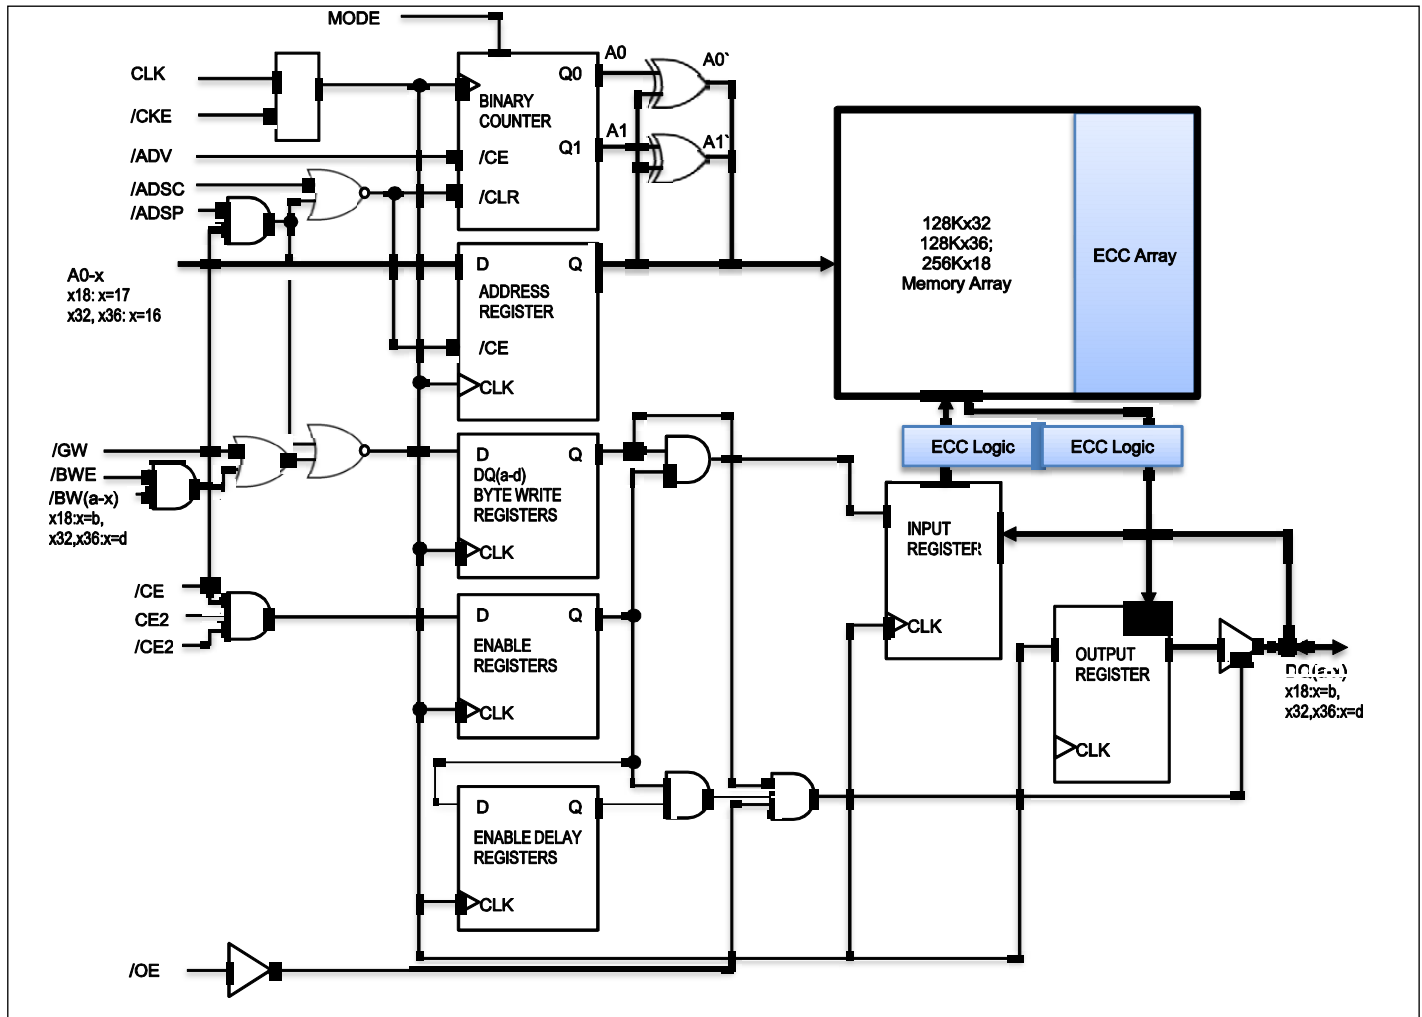 MODE
CLK
/CKE
/ADV
/ADSC
/ADSP
A0-x
x18: x=17
x32, x36: x=16
/GW
/BWE
/BW(a-x)
x18:x=b,
x32,x36:x=d
/CE
CE2
/CE2
/OE
Q0
BINARY
COUNTER
Q1
/CE
/CLR
A0
A0`
A1
A1`
D Q
ADDRESS
REGISTER
/CE
CLK
D Q
DQ(a-d)
BYTE WRITE
REGISTERS
CLK
D Q
ENABLE
REGISTERS
CLK
D Q
ENABLE DELAY
REGISTERS
CLK
128Kx32
128Kx36;
256Kx18
Memory Array
ECC Array
ECC Logic
ECC Logic
INPUT
REGISTER
CLK
OUTPUT
REGISTER
CLK
DQ(a-x)
x18:x=b,
x32,x36:x=d